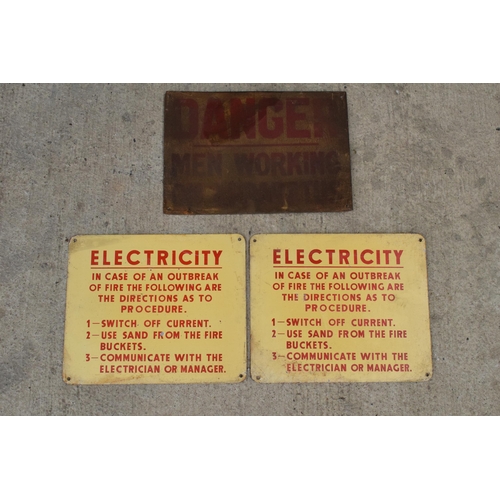 DANGER
MEN WORKING
ELECTRICITY
IN CASE OF AN OUTBREAK
OF FIRE THE FOLLOWING ARE
THE DIRECTIONS AS TO
PROCEDURE.
1—SWITCH OFF CURRENT.
2—USE SAND FROM THE FIRE
BUCKETS.
3—COMMUNICATE WITH THE
ELECTRICIAN OR MANAGER.
ELECTRICITY
IN CASE OF AN OUTBREAK
OF FIRE THE FOLLOWING ARE
THE DIRECTIONS AS TO
PROCEDURE.
1—SWITCH OFF CURRENT.
2—USE SAND FROM THE FIRE
BUCKETS.
3—COMMUNICATE WITH THE
ELECTRICIAN OR MANAGER.